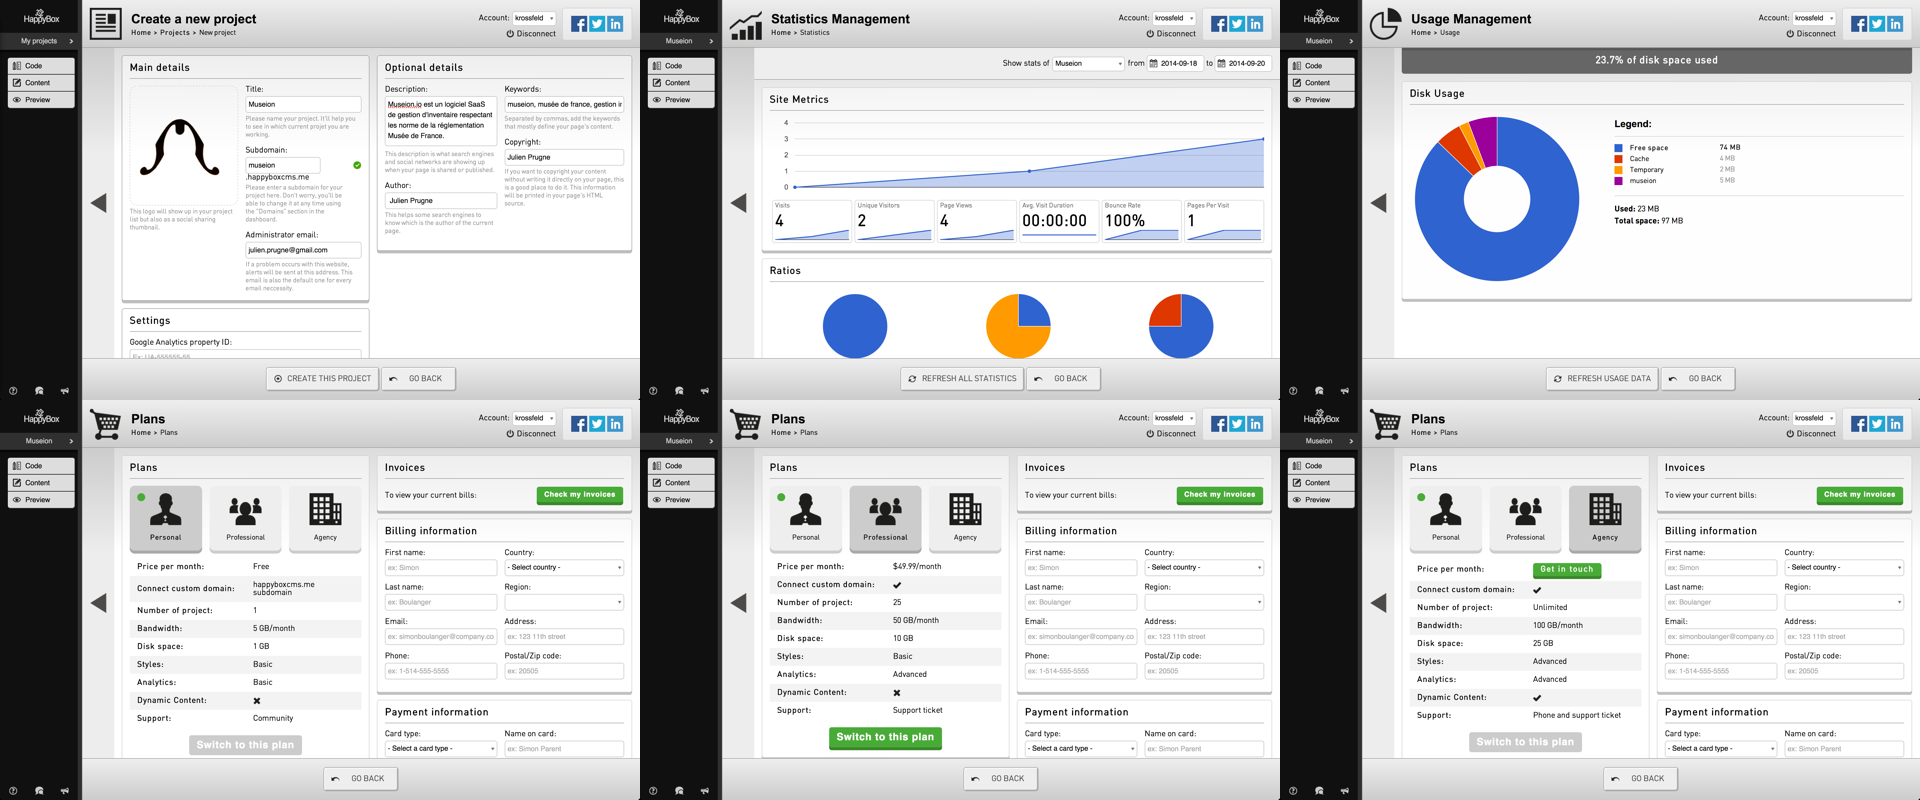 HappyBox
My projects >
Code
Content
Preview
Create a new project
Home > Projects > New project
Account: krossfeld
Disconnect
Main details
This logo will show up in your project
list but also as a social sharing
thumbnail.
Title:
Museion
Please name your project. It'll help you
to see in which current projet you are
working.
Subdomain:
museion
.happyboxcms.me
Please enter a subdomain for your
project here. Don't worry, you'll be
able to change it at any time using
the "Domains" section in the
dashboard.
Administrator email:
julien.prugne@gmail.com
If a problem occurs with this website,
alerts will be sent at this address. This
email is also the default one for every
email neccessity.
Settings
Google Analytics property ID:
Ex: UA-555555-55
Optional details
Description:
Museion.io est un logiciel SaaS
de gestion d'inventaire respectant
les norme de la réglementation
Musée de France.
This description is what search engines
and social networks are showing up
when your page is shared or published.
Author:
Julien Prugne
This helps some search engines to
know which is the author of the current
page.
Keywords:
museion, musée de france, gestion ir
Separated by commas, add the keywords
that mostly define your page's content.
Copyright:
Julien Prugne
If you want to copyright your content
without writing it directly on your page, this
is a good place to do it. This information
will be printed in your page's HTML
source.
CREATE THIS PROJECT
GO BACK
HappyBox
Museion >
Code
Content
Preview
Statistics Management
Home > Statistics
Account: krossfeld
Disconnect
Show stats of Museion from 2014-09-18 to 2014-09-20
Site Metrics
4
3
2
1
0
Visits
4
Unique Visitors
2
Page Views
4
Avg. Visit Duration
00:00:00
Bounce Rate
100%
Pages Per Visit
1
Ratios
REFRESH ALL STATISTICS
GO BACK
HappyBox
Museion >
Code
Content
Preview
Usage Management
Home > Usage
Account: krossfeld
Disconnect
23.7% of disk space used
Disk Usage
Legend:
Free space 74 MB
Cache 4 MB
Temporary 2 MB
museion 5 MB
Used: 23 MB
Total space: 97 MB
REFRESH USAGE DATA
GO BACK
HappyBox
Museion >
Code
Content
Preview
Plans
Home > Plans
Account: krossfeld
Disconnect
Plans
Personal
Professional
Agency
Price per month: Free
Connect custom domain: happyboxcms.me
subdomain
Number of project: 1
Bandwidth: 5 GB/month
Disk space: 1 GB
Styles: Basic
Analytics: Basic
Dynamic Content: ✖
Support: Community
Switch to this plan
Invoices
To view your current bills: Check my invoices
Billing information
First name:
ex: Simon
Country:
- Select country -
Last name:
ex: Boulanger
Region:
Email:
ex: simonboulanger@company.co
Address:
ex: 123 11th street
Phone:
ex: 1-514-555-5555
Postal/Zip code:
ex: 20505
Payment information
Card type:
- Select a card type -
Name on card:
ex: Simon Parent
GO BACK
HappyBox
Museion >
Code
Content
Preview
Plans
Home > Plans
Account: krossfeld
Disconnect
Plans
Personal
Professional
Agency
Price per month: $49.99/month
Connect custom domain: ✔
Number of project: 25
Bandwidth: 50 GB/month
Disk space: 10 GB
Styles: Basic
Analytics: Advanced
Dynamic Content: ✖
Support: Support ticket
Switch to this plan
Invoices
To view your current bills: Check my invoices
Billing information
First name:
ex: Simon
Country:
- Select country -
Last name:
ex: Boulanger
Region:
Email:
ex: simonboulanger@company.co
Address:
ex: 123 11th street
Phone:
ex: 1-514-555-5555
Postal/Zip code:
ex: 20505
Payment information
Card type:
- Select a card type -
Name on card:
ex: Simon Parent
GO BACK
HappyBox
Museion >
Code
Content
Preview
Plans
Home > Plans
Account: krossfeld
Disconnect
Plans
Personal
Professional
Agency
Price per month: Get in touch
Connect custom domain: ✔
Number of project: Unlimited
Bandwidth: 100 GB/month
Disk space: 25 GB
Styles: Advanced
Analytics: Advanced
Dynamic Content: ✔
Support: Phone and support ticket
Switch to this plan
Invoices
To view your current bills: Check my invoices
Billing information
First name:
ex: Simon
Country:
- Select country -
Last name:
ex: Boulanger
Region:
Email:
ex: simonboulanger@company.co
Address:
ex: 123 11th street
Phone:
ex: 1-514-555-5555
Postal/Zip code:
ex: 20505
Payment information
Card type:
- Select a card type -
Name on card:
ex: Simon Parent
GO BACK